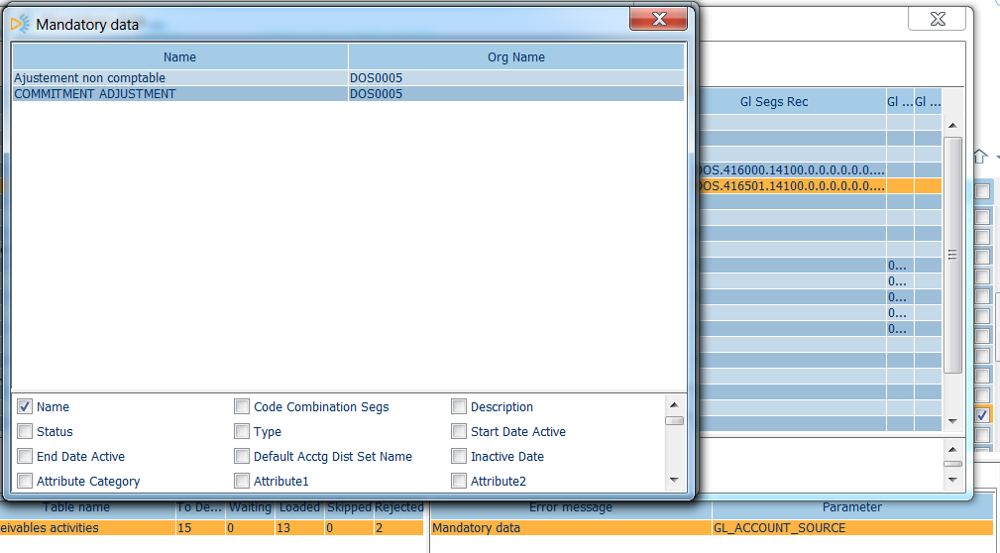 Mandatory data
Name Org Name
Ajustement non comptable DOS0005
COMMITMENT ADJUSTMENT DOS0005
Name Code Combination Segs Description
Status Type Start Date Active
End Date Active Default Acctg Dist Set Name Inactive Date
Attribute Category Attribute1 Attribute2
Gl Segs Rec Gl ... Gl ...
DOS.416000.14100.0.0.0.0.0.0....
DOS.416501.14100.0.0.0.0.0.0....
0...
0...
0...
0...
0...
Table name To De... Waiting Loaded Skipped Rejected
eivables activities 15 0 13 0 2
Error message Parameter
Mandatory data GL_ACCOUNT_SOURCE